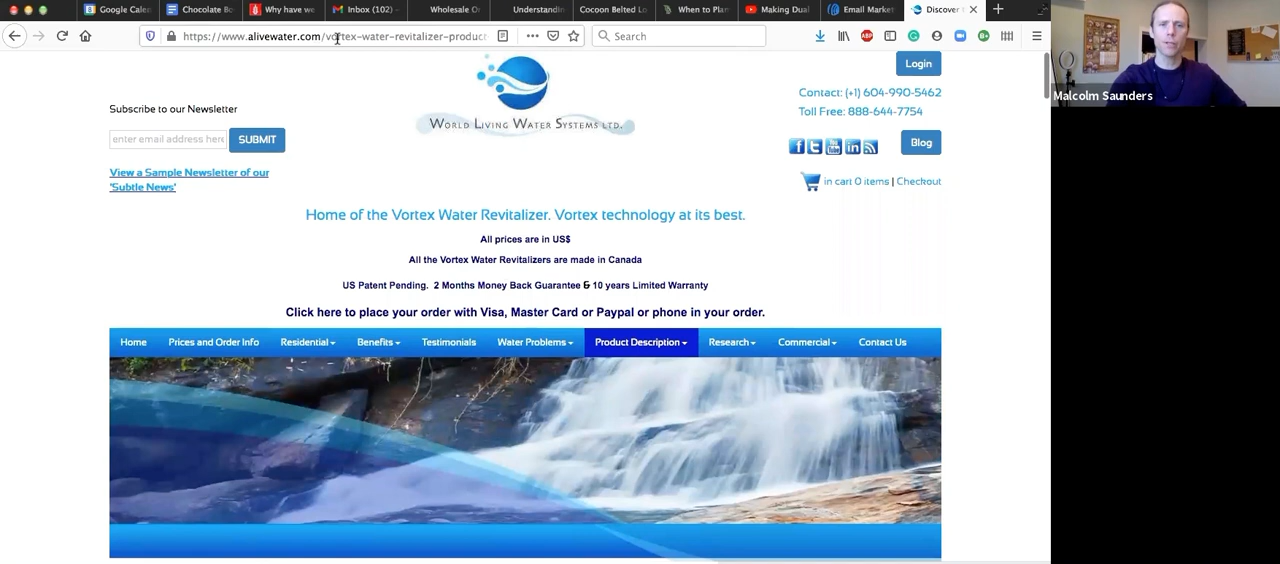 Google Calen
Chocolate Bo
Why have we
Inbox (102) -
Wholesale Or
Understandin
Cocoon Belted Lo
When to Plan
Making Dual
Email Market
Discover
https://www.alivewater.com/vortex-water-revitalizer-product
Search
Malcolm Saunders
Login
Subscribe to our Newsletter
enter email address here
SUBMIT
View a Sample Newsletter of our
'Subtle News'
WORLD LIVING WATER SYSTEMS LTD.
Contact: (+1) 604-990-5462
Toll Free: 888-644-7754
Blog
in cart 0 items | Checkout
Home of the Vortex Water Revitalizer. Vortex technology at its best.
All prices are in US$
All the Vortex Water Revitalizers are made in Canada
US Patent Pending. 2 Months Money Back Guarantee & 10 years Limited Warranty
Click here to place your order with Visa, Master Card or Paypal or phone in your order.
Home Prices and Order Info Residential Benefits Testimonials Water Problems Product Description Research Commercial Contact Us